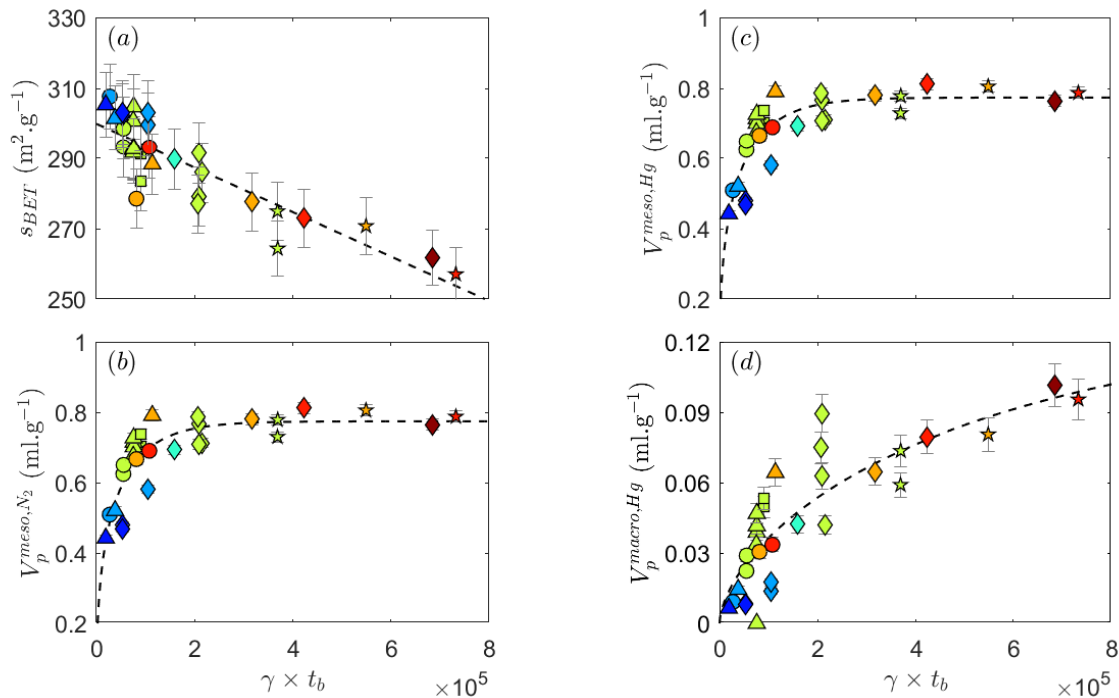 (a)
330
310
290
270
250
s_BET (m².g⁻¹)
(c)
1
0.8
0.6
0.4
0.2
V_p^{meso,Hg} (ml.g⁻¹)
(b)
1
0.8
0.6
0.4
0.2
V_p^{meso,N₂} (ml.g⁻¹)
0 2 4 6 8
γ × t_b ×10⁵
(d)
0.12
0.09
0.06
0.03
0
V_p^{macro,Hg} (ml.g⁻¹)
0 2 4 6 8
γ × t_b ×10⁵